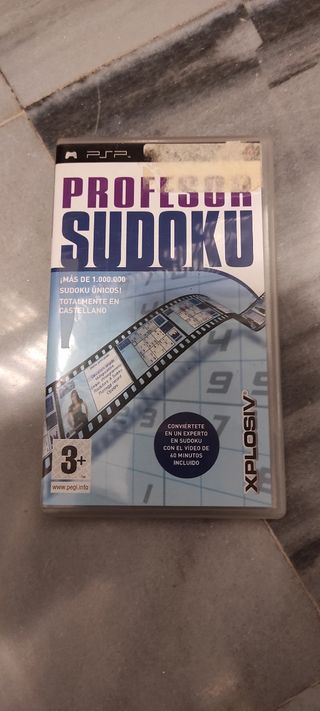 PSP
PROFESOR
SUDOKU
¡MÁS DE 1.000.000
SUDOKU ÚNICOS!
TOTALMENTE EN
CASTELLANO
CONVIÉRTETE
EN UN EXPERTO
EN SUDOKU
CON EL VÍDEO DE
60 MINUTOS
INCLUIDO
XPLOSIV
3+
www.pegi.info